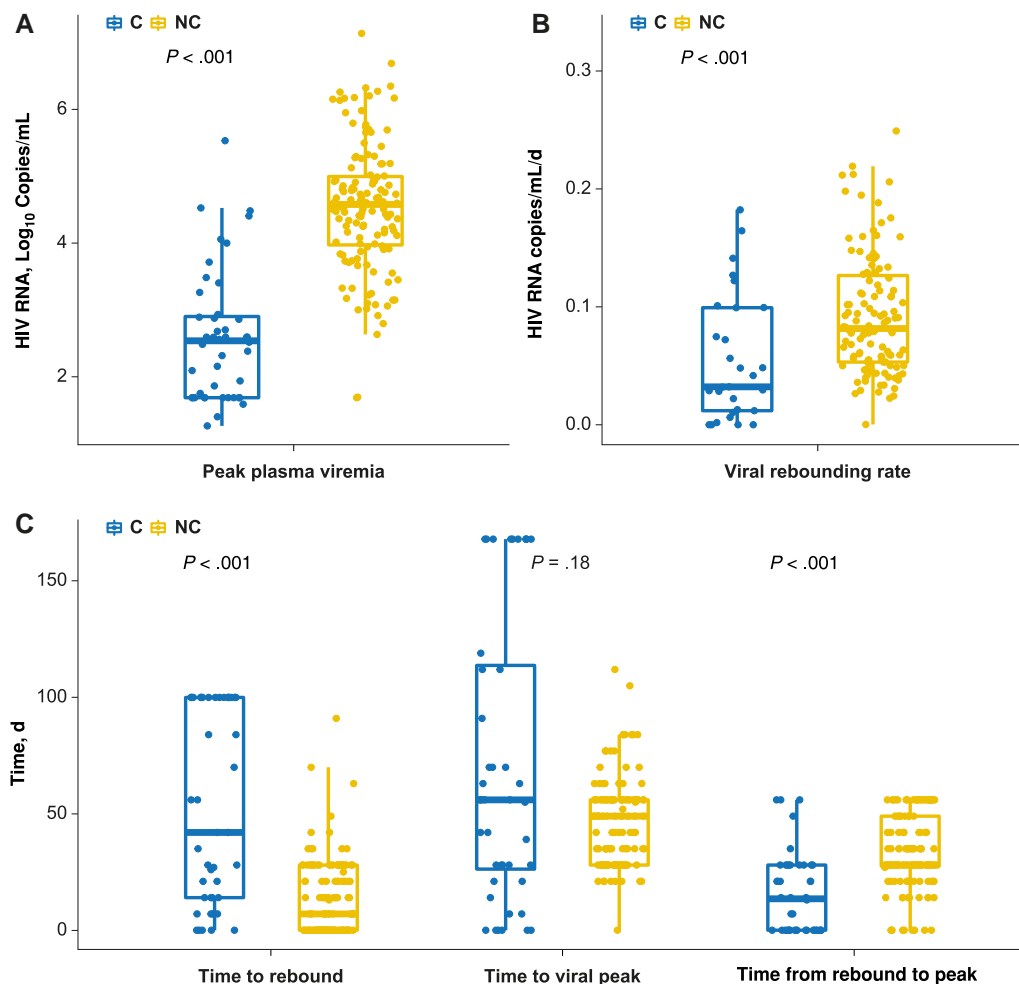 A
C NC
P < .001
HIV RNA, Log₁₀ Copies/mL
6
4
2
Peak plasma viremia
B
C NC
P < .001
HIV RNA copies/mL/d
0.3
0.2
0.1
0.0
Viral rebounding rate
C
C NC
P < .001
P = .18
P < .001
Time, d
150
100
50
0
Time to rebound
Time to viral peak
Time from rebound to peak